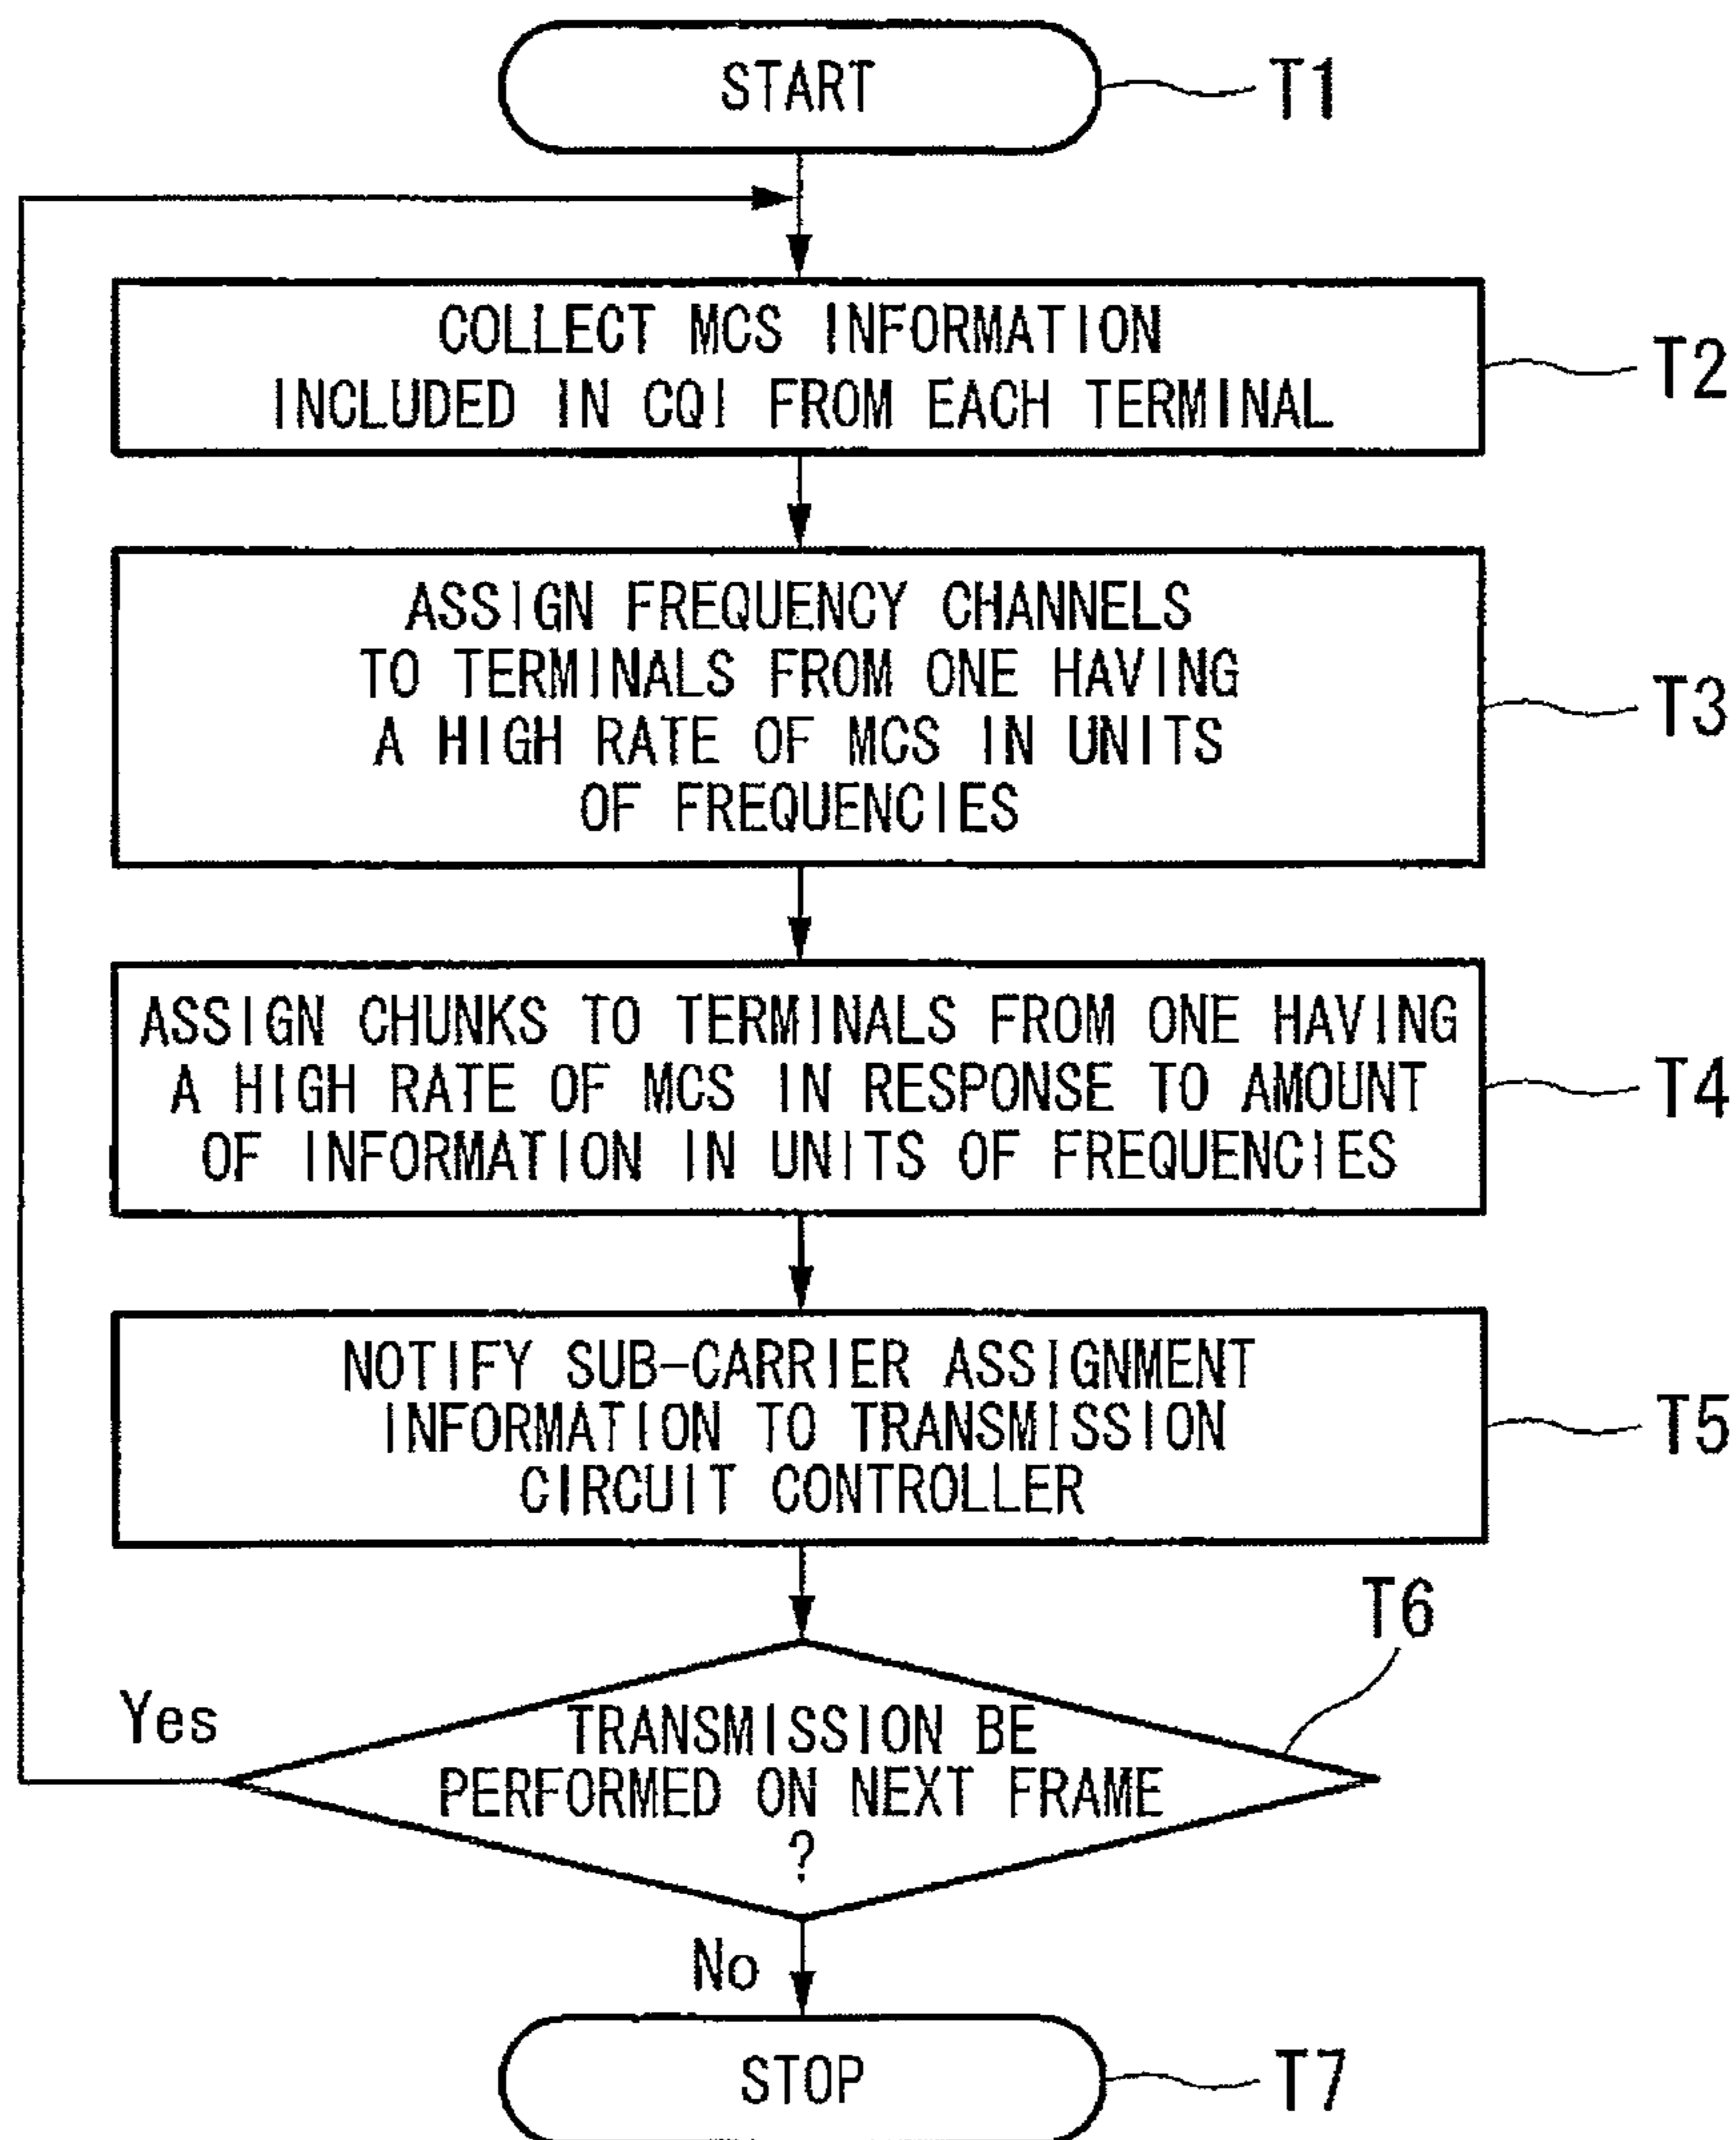 START
T1
COLLECT MCS INFORMATION
INCLUDED IN CQI FROM EACH TERMINAL
T2
ASSIGN FREQUENCY CHANNELS
TO TERMINALS FROM ONE HAVING
A HIGH RATE OF MCS IN UNITS
OF FREQUENCIES
T3
ASSIGN CHUNKS TO TERMINALS FROM ONE HAVING
A HIGH RATE OF MCS IN RESPONSE TO AMOUNT
OF INFORMATION IN UNITS OF FREQUENCIES
T4
NOTIFY SUB-CARRIER ASSIGNMENT
INFORMATION TO TRANSMISSION
CIRCUIT CONTROLLER
T5
T6
Yes
TRANSMISSION BE
PERFORMED ON NEXT FRAME
?
No
STOP
T7